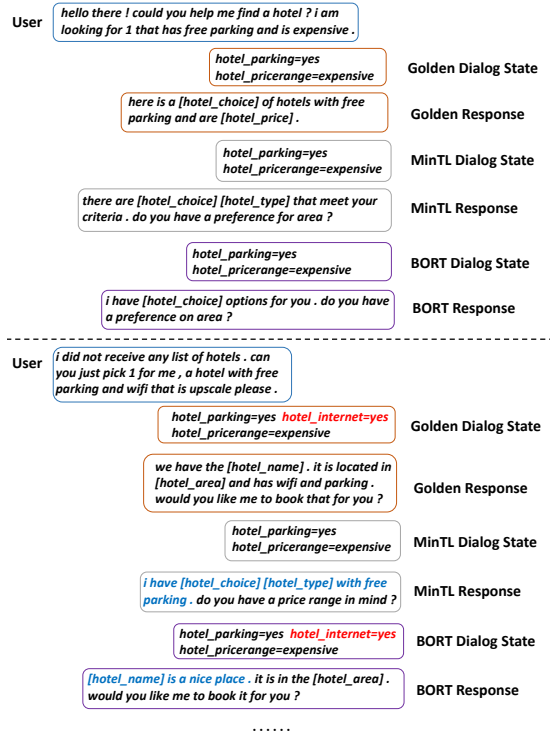 User
hello there ! could you help me find a hotel ? i am
looking for 1 that has free parking and is expensive .
hotel_parking=yes
hotel_pricerange=expensive
Golden Dialog State
here is a [hotel_choice] of hotels with free
parking and are [hotel_price] .
Golden Response
hotel_parking=yes
hotel_pricerange=expensive
MinTL Dialog State
there are [hotel_choice] [hotel_type] that meet your
criteria . do you have a preference for area ?
MinTL Response
hotel_parking=yes
hotel_pricerange=expensive
BORT Dialog State
i have [hotel_choice] options for you . do you have
a preference on area ?
BORT Response
User
i did not receive any list of hotels . can
you just pick 1 for me , a hotel with free
parking and wifi that is upscale please .
hotel_parking=yes hotel_internet=yes
hotel_pricerange=expensive
Golden Dialog State
we have the [hotel_name] . it is located in
[hotel_area] and has wifi and parking .
would you like me to book that for you ?
Golden Response
hotel_parking=yes
hotel_pricerange=expensive
MinTL Dialog State
i have [hotel_choice] [hotel_type] with free
parking . do you have a price range in mind ?
MinTL Response
hotel_parking=yes hotel_internet=yes
hotel_pricerange=expensive
BORT Dialog State
[hotel_name] is a nice place . it is in the [hotel_area] .
would you like me to book it for you ?
BORT Response
......